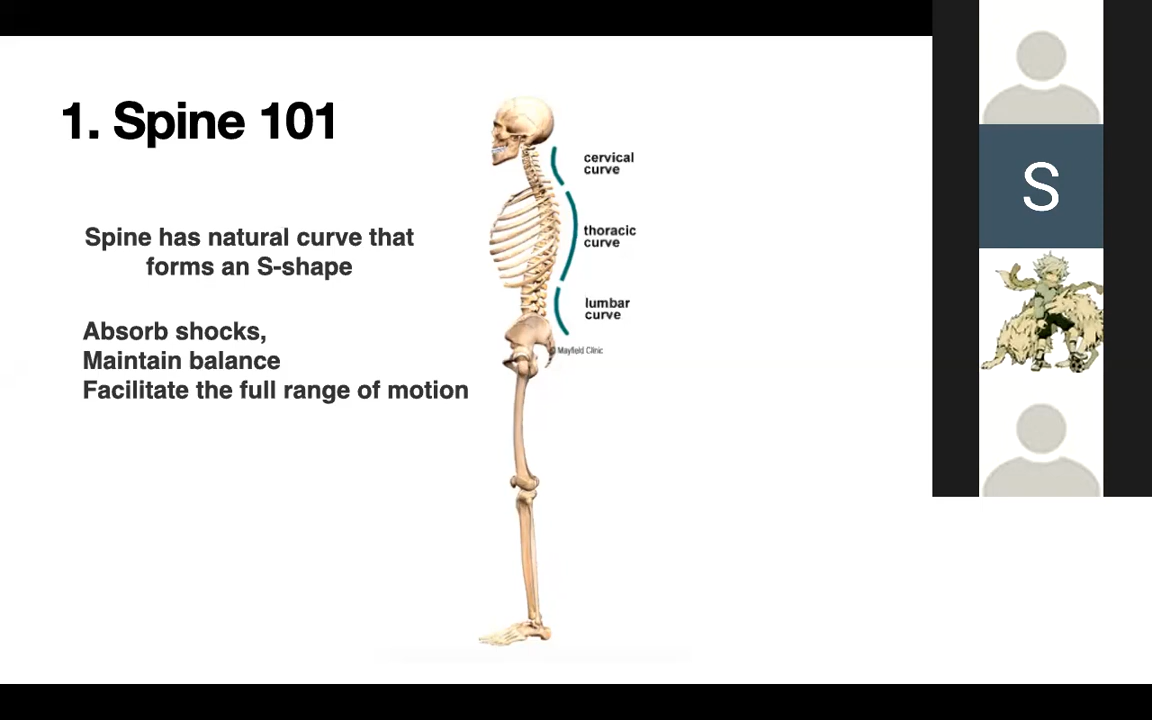 1. Spine 101
Spine has natural curve that
forms an S-shape
Absorb shocks,
Maintain balance
Facilitate the full range of motion
cervical
curve
thoracic
curve
lumbar
curve
Mayfield Clinic
S